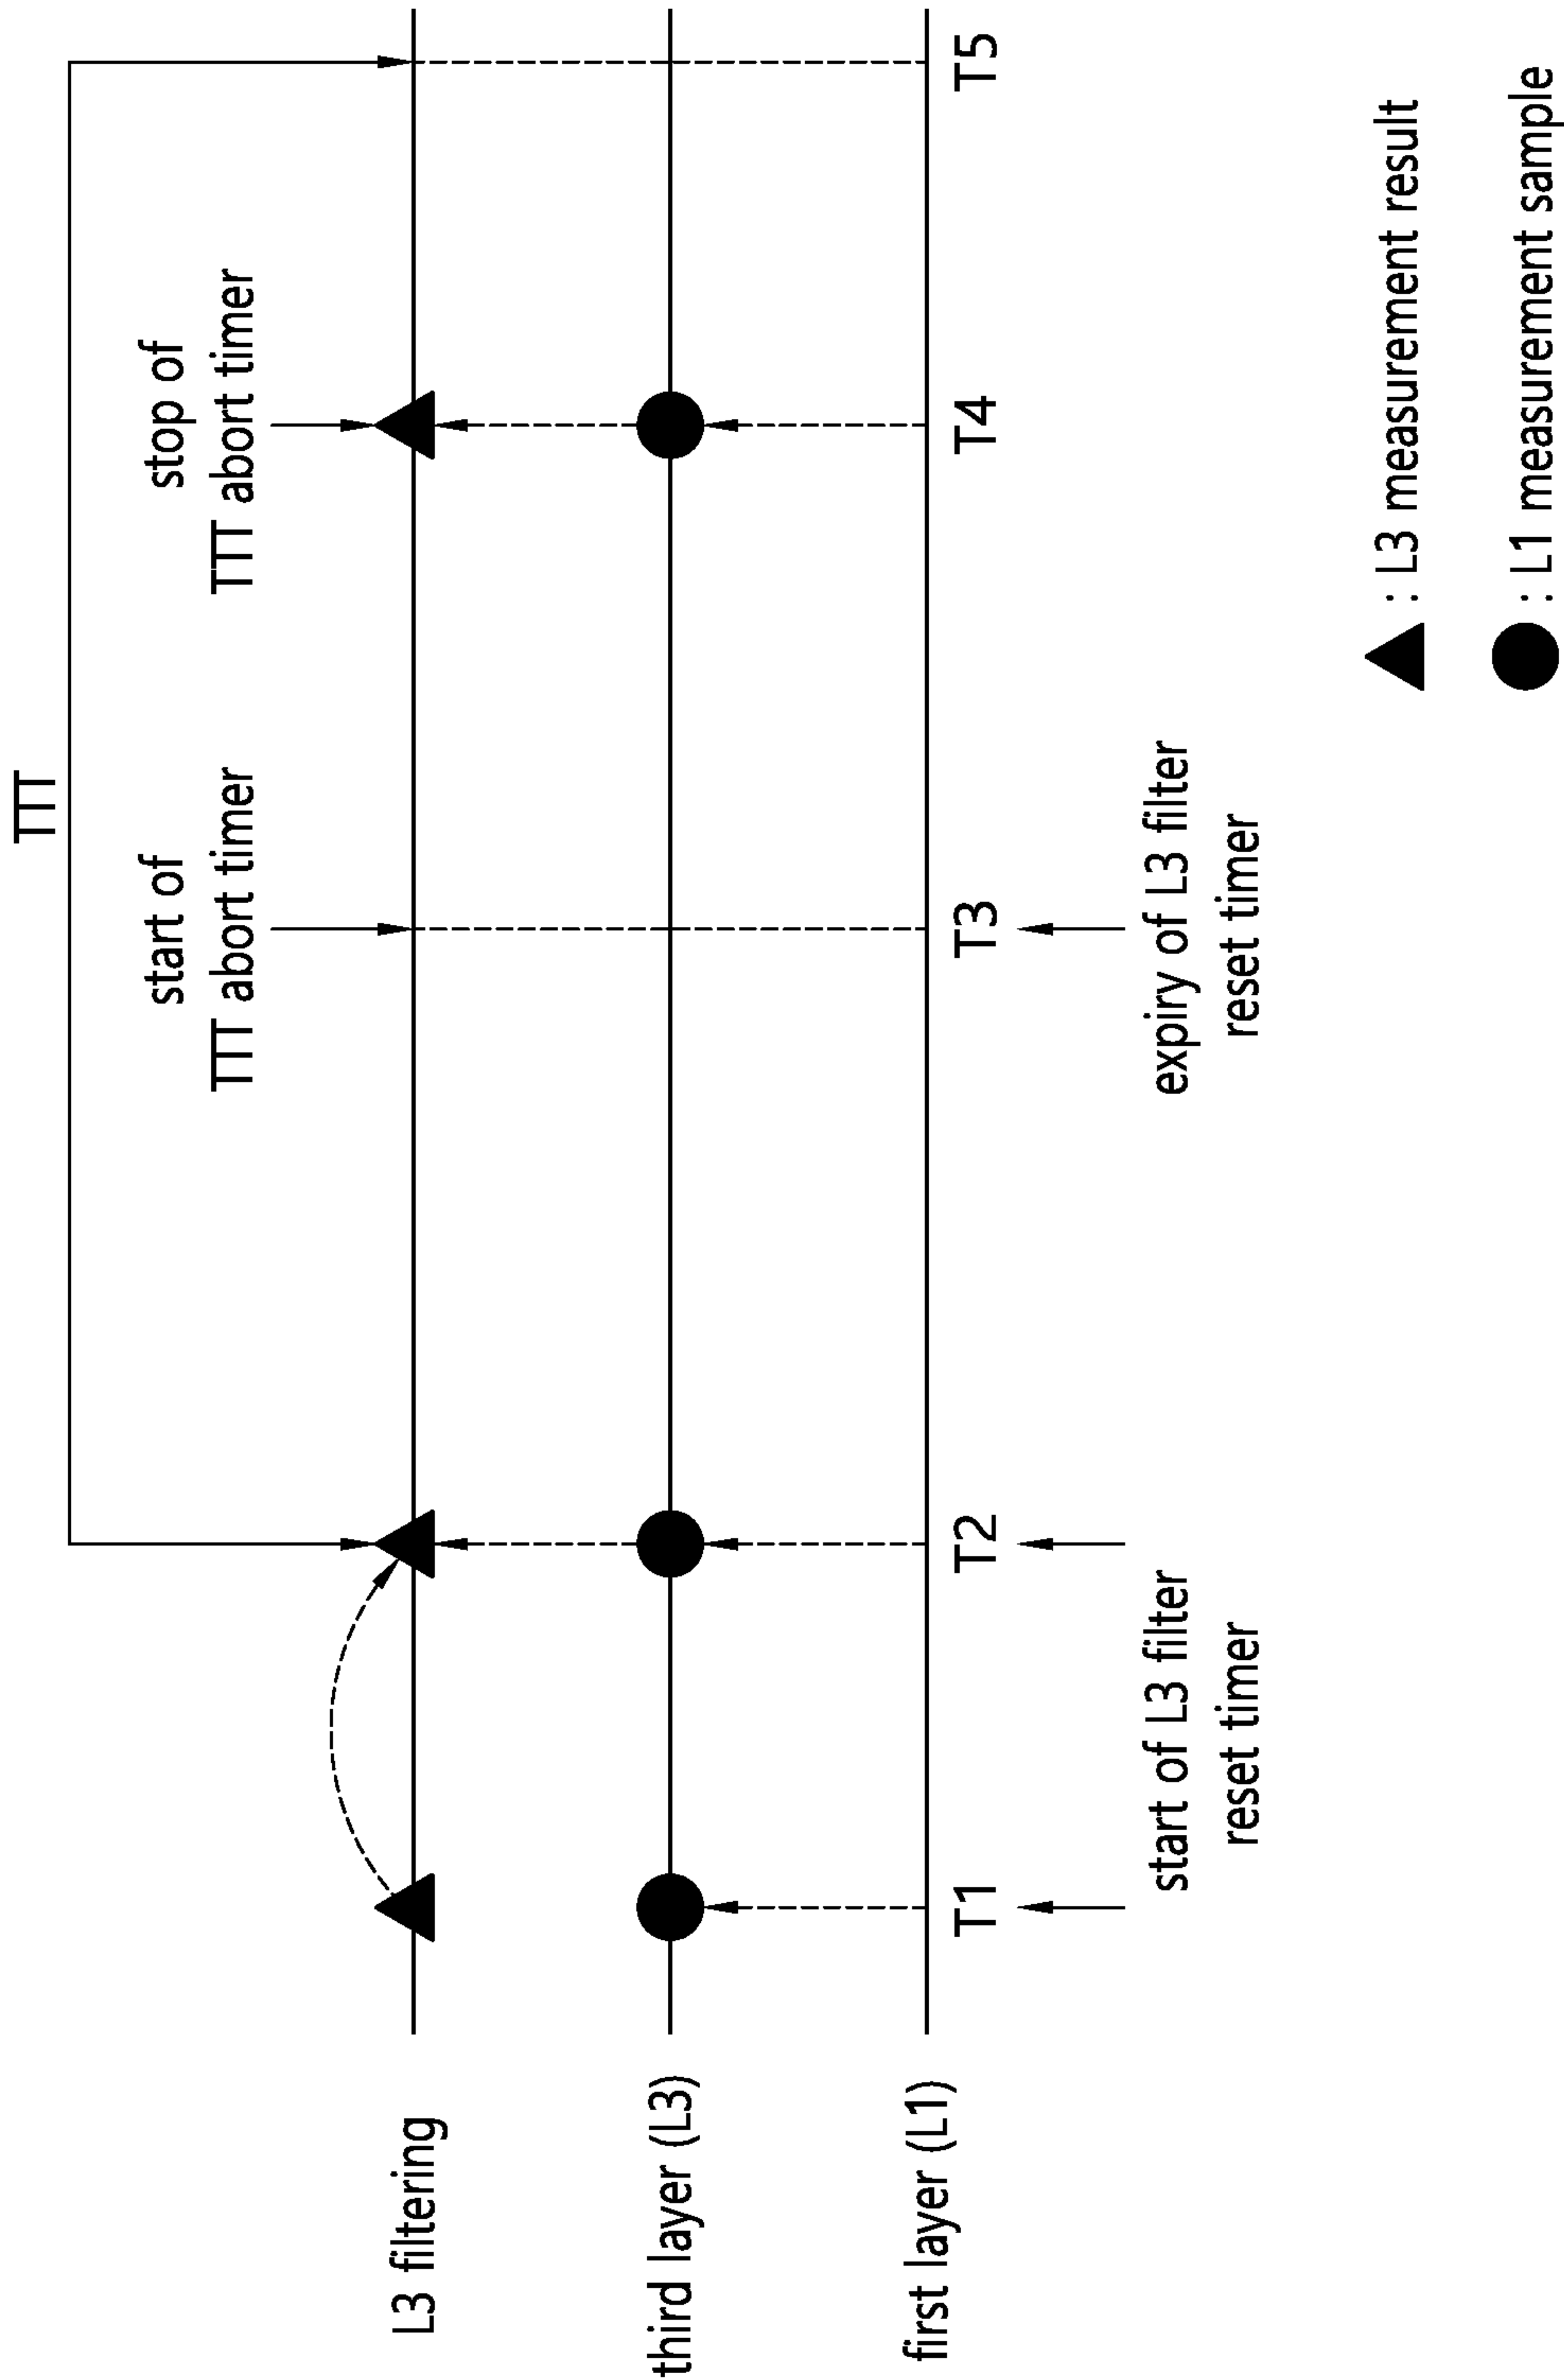 TTT
start of
TTT abort timer
stop of
TTT abort timer
L3 filtering
third layer (L3)
first layer (L1)
T1
T2
T3
T4
T5
start of L3 filter
reset timer
expiry of L3 filter
reset timer
: L3 measurement result
: L1 measurement sample